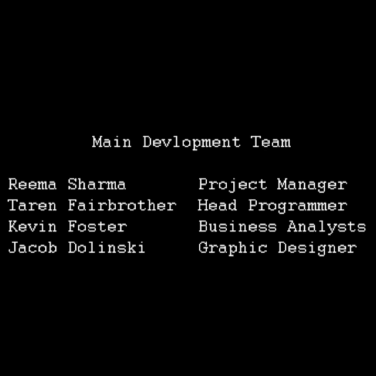 Main Devlopment Team
Reema Sharma Project Manager
Taren Fairbrother Head Programmer
Kevin Foster Business Analysts
Jacob Dolinski Graphic Designer